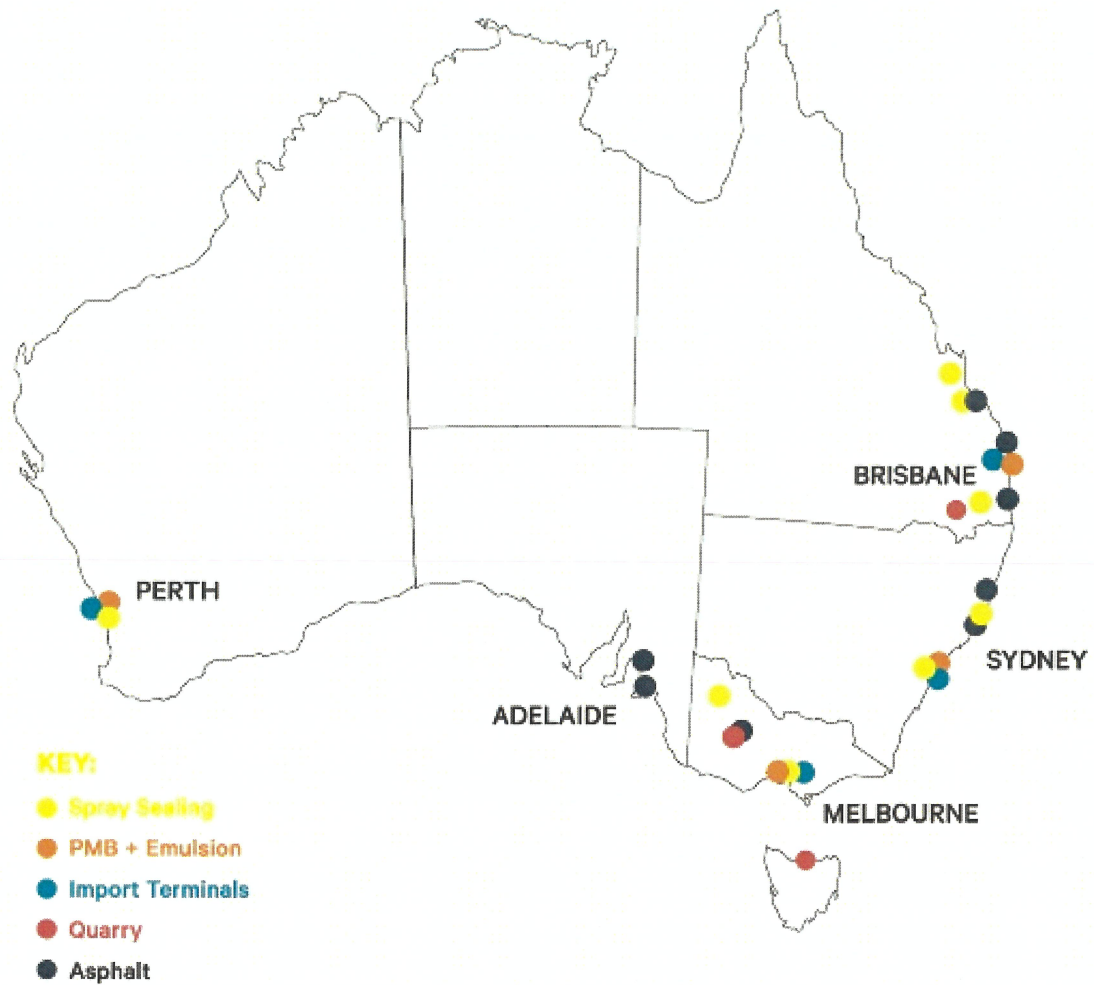 BRISBANE
PERTH
SYDNEY
ADELAIDE
MELBOURNE
KEY:
Spray Sealing
PMB + Emulsion
Import Terminals
Quarry
Asphalt